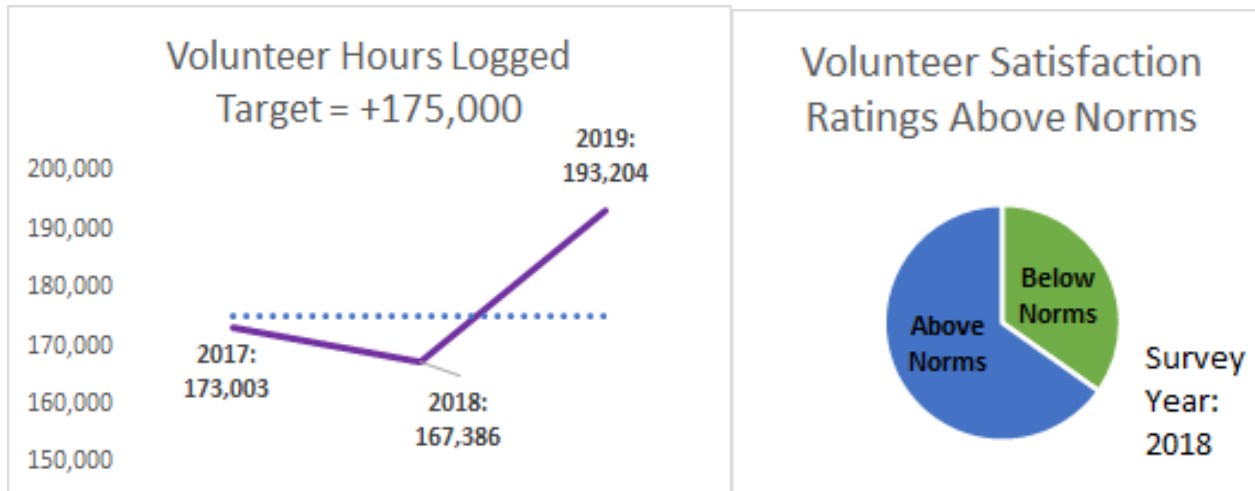 Volunteer Hours Logged
Target = +175,000
200,000
190,000
180,000
170,000
160,000
150,000
2017:
173,003
2018:
167,386
2019:
193,204
Volunteer Satisfaction
Ratings Above Norms
Above
Norms
Below
Norms
Survey
Year:
2018